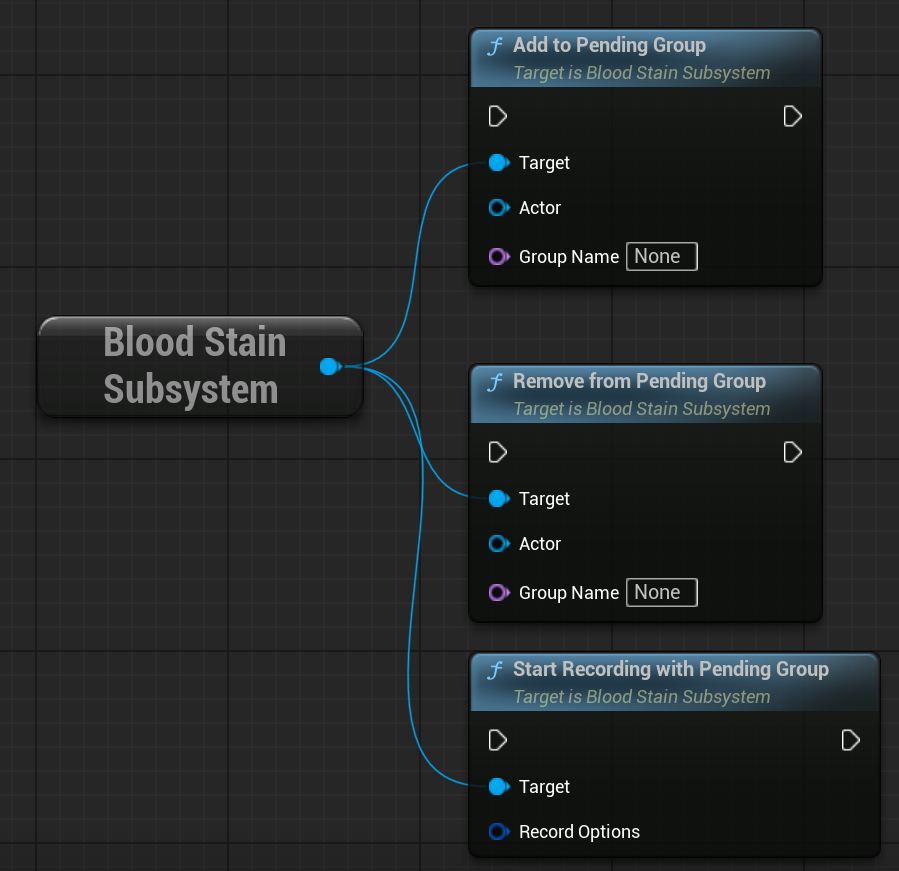 Add to Pending Group
Target is Blood Stain Subsystem
Target
Actor
Group Name None
Blood Stain
Subsystem
Remove from Pending Group
Target is Blood Stain Subsystem
Target
Actor
Group Name None
Start Recording with Pending Group
Target is Blood Stain Subsystem
Target
Record Options